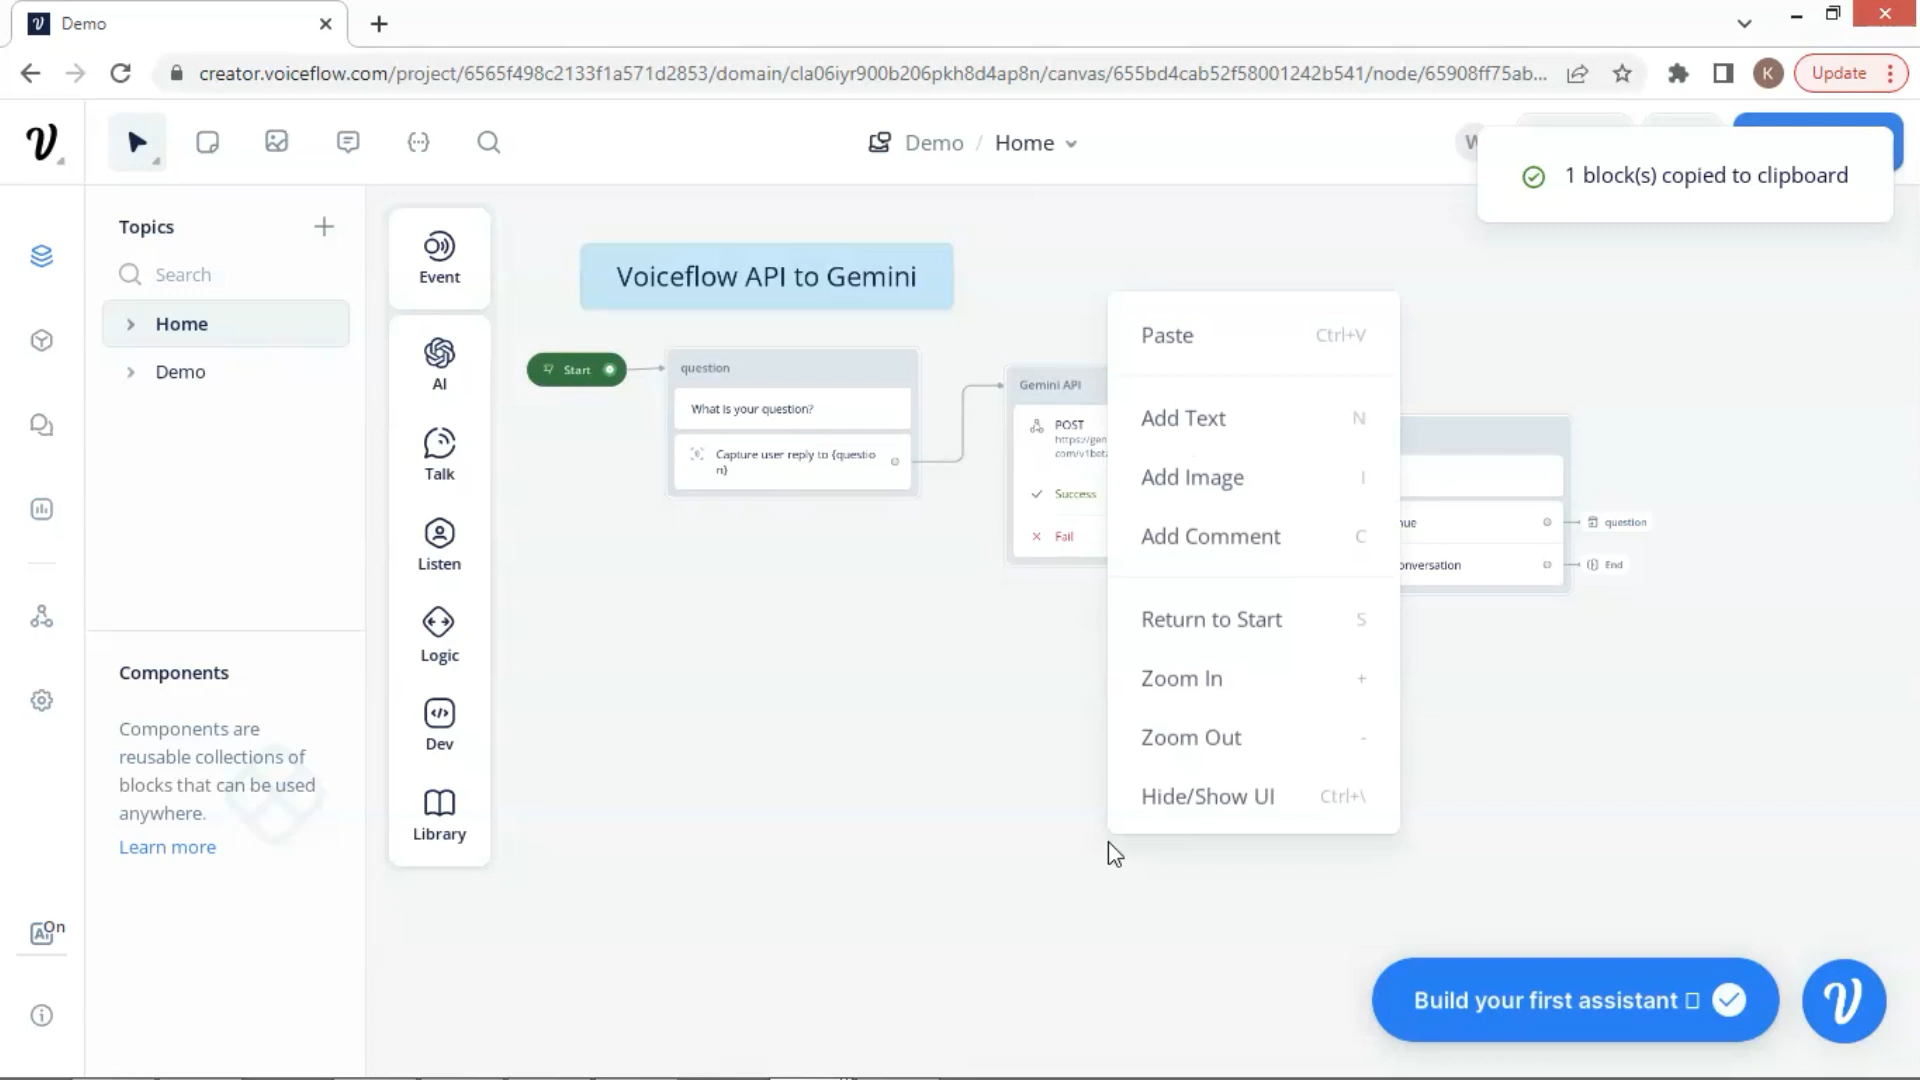 Demo
creator.voiceflow.com/project/6565f498c2133f1a571d2853/domain/cla06iyr900b206pkh8d4ap8n/canvas/655bd4cab52f58001242b541/node/65908ff75ab...
K
Update
Demo / Home
W
1 block(s) copied to clipboard
Topics
Search
Home
Demo
Components
Components are
reusable collections of
blocks that can be used
anywhere.
Learn more
On
AI
Event
AI
Talk
Listen
Logic
Dev
Library
Voiceflow API to Gemini
Start
question
What is your question?
Capture user reply to {questio
n}
Gemini API
POST
https://gen
com/v1beta
Success
Fail
Paste Ctrl+V
Add Text N
Add Image I
Add Comment C
Return to Start S
Zoom In +
Zoom Out -
Hide/Show UI Ctrl+\
nue
question
onversation
End
Build your first assistant